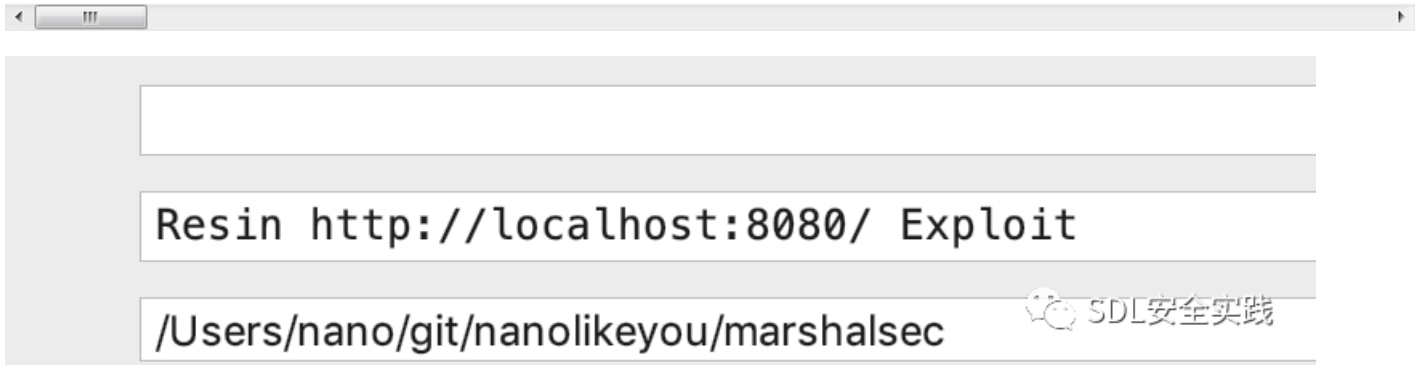 Resin http://localhost:8080/ Exploit
SDL安全实践
/Users/nano/git/nanolikeyou/marshalsec